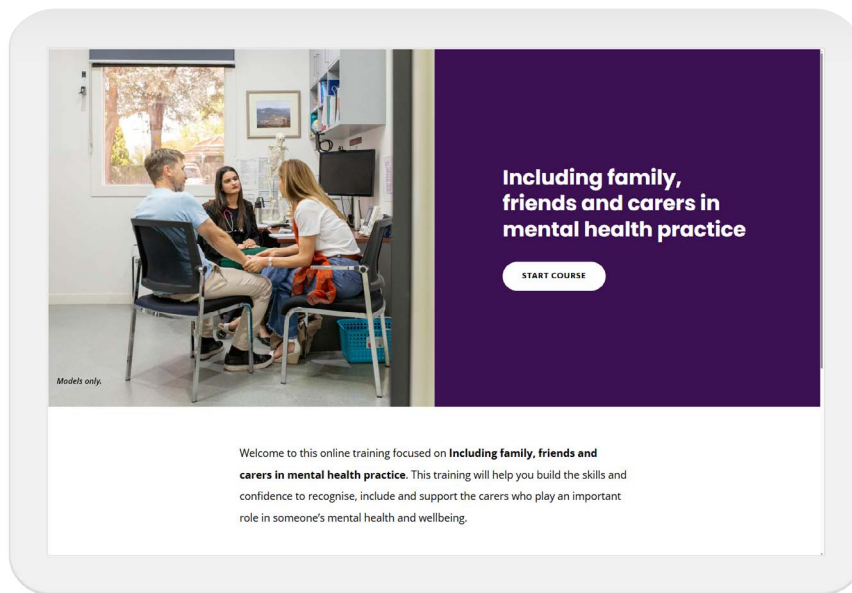 Including family,
friends and carers in
mental health practice
START COURSE
Models only.
Welcome to this online training focused on Including family, friends and
carers in mental health practice. This training will help you build the skills and
confidence to recognise, include and support the carers who play an important
role in someone’s mental health and wellbeing.